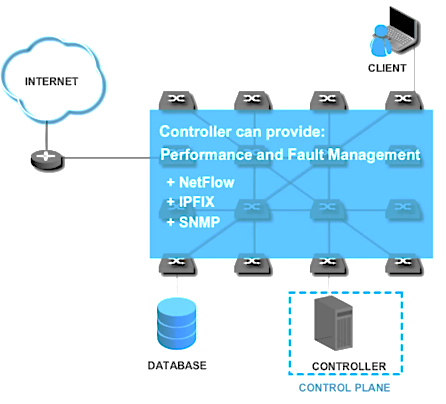 CLIENT
INTERNET
Controller can provide:
Performance and Fault Management
+ NetFlow
+ IPFIX
+ SNMP
DATABASE
CONTROLLER
CONTROL PLANE